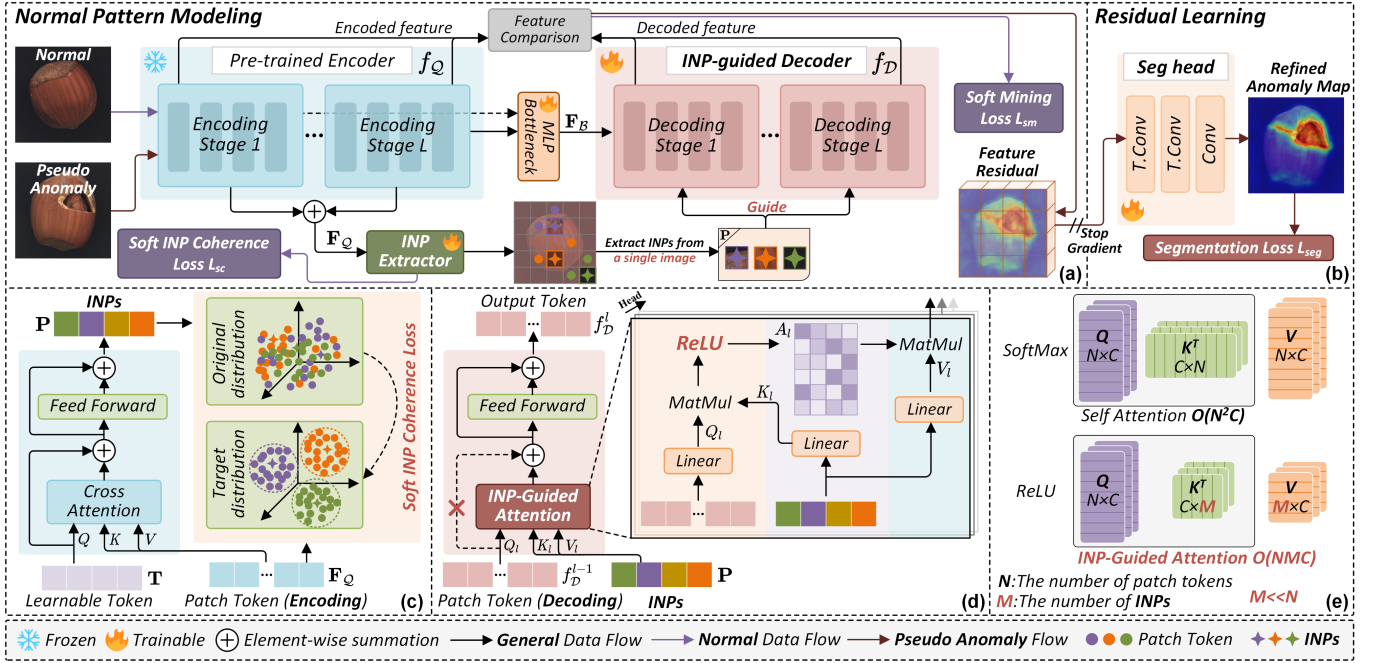 Normal Pattern Modeling
Normal
Pseudo
Anomaly
Encoded feature
Feature
Comparison
Decoded feature
Pre-trained Encoder
f_Q
Encoding
Stage 1
...
Encoding
Stage L
MLP
Bottleneck
F_B
INP-guided Decoder
f_D
Decoding
Stage 1
...
Decoding
Stage L
Soft Mining
Loss L_sm
Feature
Residual
Soft INP Coherence
Loss L_sc
F_Q
INP
Extractor
Extract INPs from
a single image
Guide
P
Stop
Gradient
(a)
Residual Learning
Seg head
T.Conv
T.Conv
Conv
Refined
Anomaly Map
Segmentation Loss L_seg
(b)
INPs
P
Feed Forward
Cross
Attention
Q
K
V
T
Learnable Token
...
F_Q
Patch Token (Encoding)
Original
distribution
Target
distribution
Soft INP Coherence Loss
(c)
Output Token
...
f_D^l
Feed Forward
INP-Guided
Attention
Q_l
K_l
V_l
...
f_D^{l-1}
P
Patch Token (Decoding)
INPs
Head
ReLU
A_l
MatMul
MatMul
K_l
V_l
Q_l
Linear
Linear
Linear
...
(d)
SoftMax
Q
N×C
K^T
C×N
V
N×C
Self Attention O(N²C)
ReLU
Q
N×C
K^T
C×M
V
M×C
INP-Guided Attention O(NMC)
N:The number of patch tokens
M:The number of INPs
M<<N
(e)
Frozen
Trainable
Element-wise summation
General Data Flow
Normal Data Flow
Pseudo Anomaly Flow
Patch Token
INPs